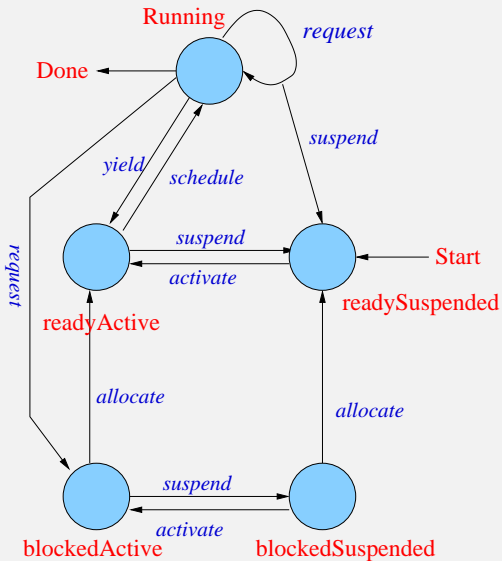 Running
request
Done
suspend
yield
schedule
suspend
Start
activate
request
readySuspended
readyActive
allocate
allocate
suspend
activate
blockedActive
blockedSuspended